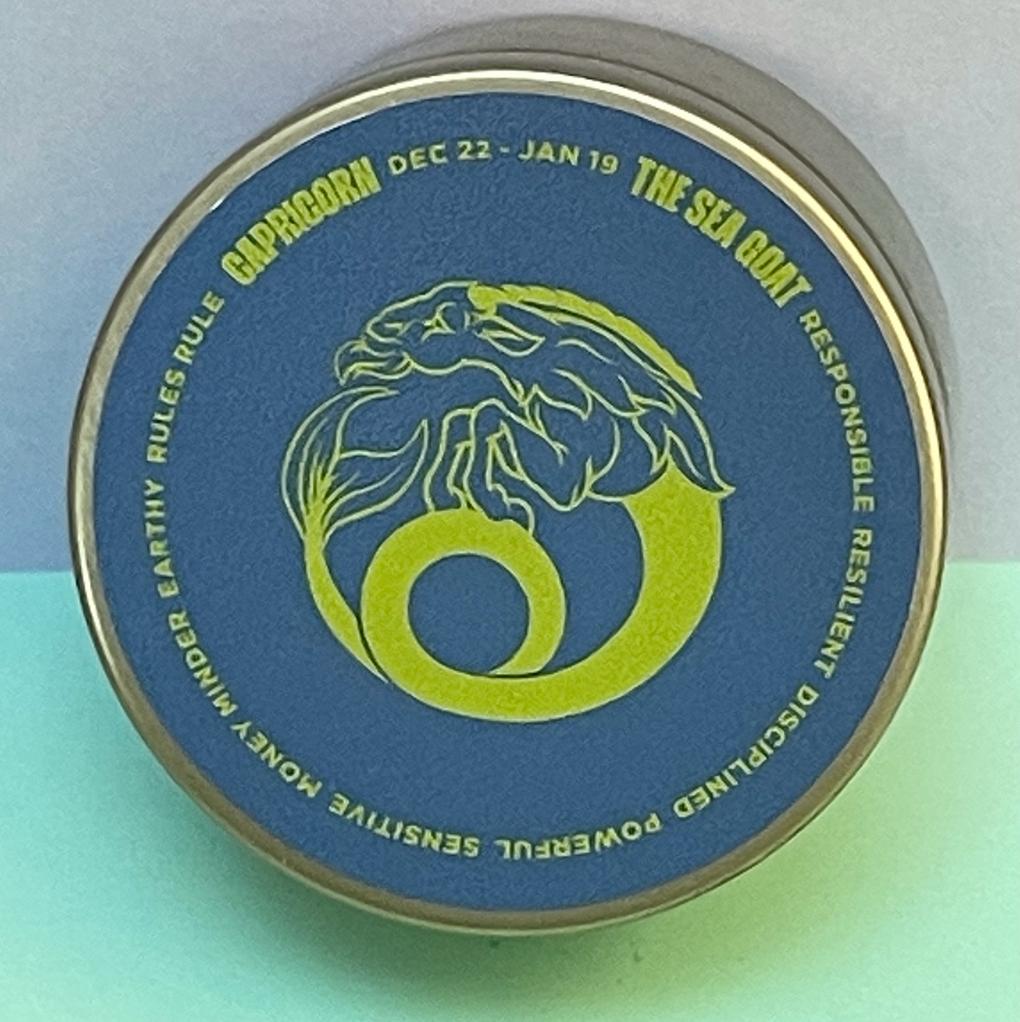 CAPRICORN DEC 22 - JAN 19 THE SEA GOAT RESPONSIBLE RESILIENT DISCIPLINED POWERFUL SENSITIVE MONEY MINDER EARTHY RULES RULE